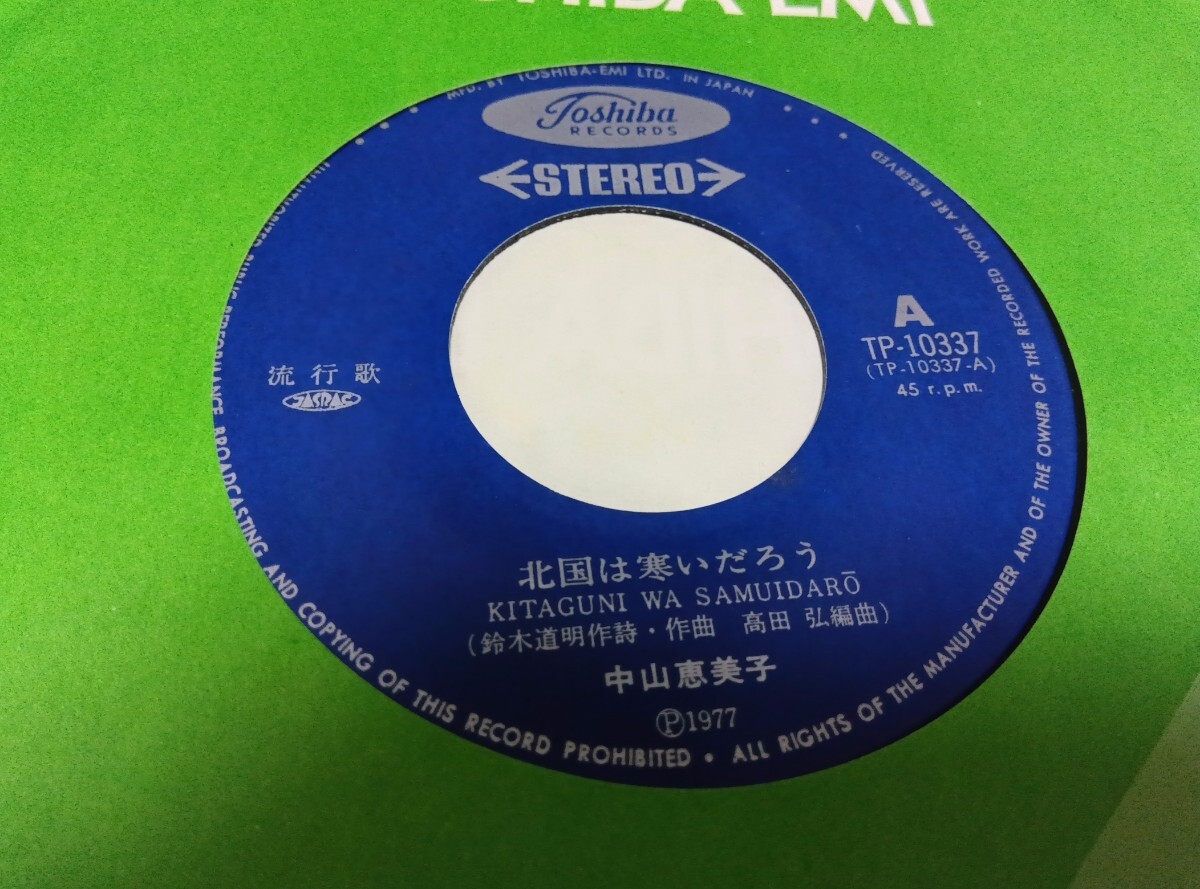 -EMI
MFD. BY TOSHIBA-EMI LTD. IN JAPAN
Toshiba
RECORDS
STEREO
A
TP-10337
(TP-10337-A)
45 r.p.m.
流行歌
JASRAC
北国は寒いだろう
KITAGUNI WA SAMUIDARŌ
(鈴木道明作詩・作曲 高田 弘編曲)
中山恵美子
Ⓟ1977
PUBLIC PERFORMANCE BROADCASTING AND COPYING OF THIS RECORD PROHIBITED • ALL RIGHTS OF THE MANUFACTURER AND OF THE OWNER OF THE RECORDED WORK ARE RESERVED